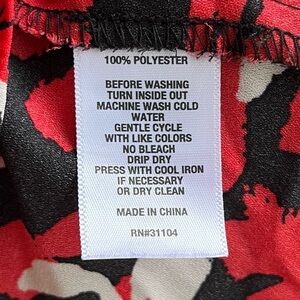 100% POLYESTER
BEFORE WASHING
TURN INSIDE OUT
MACHINE WASH COLD
WATER
GENTLE CYCLE
WITH LIKE COLORS
NO BLEACH
DRIP DRY
PRESS WITH COOL IRON
IF NECESSARY
OR DRY CLEAN
MADE IN CHINA
RN#31104